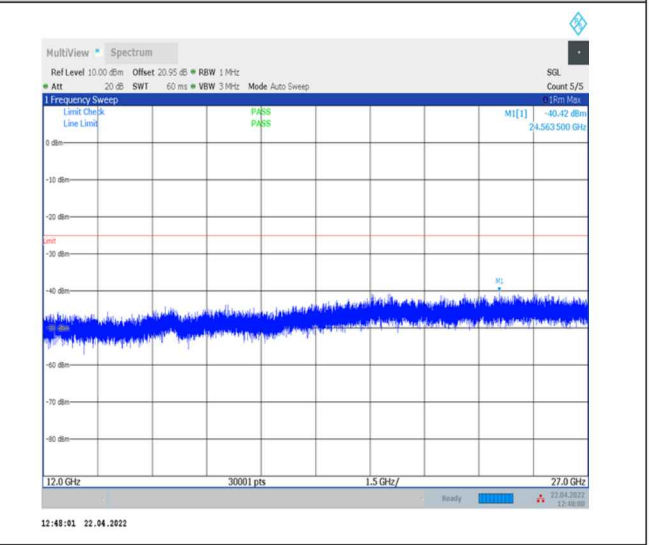 MultiView Spectrum
Ref Level 10.00 dBm Offset 20.95 dB RBW 1 MHz SGL
Att 20 dB SWT 60 ms VBW 3 MHz Mode Auto Sweep Count 5/5
1 Frequency Sweep 1Rm Max
Limit Check PASS M1[1] -40.42 dBm
Line Limit PASS 24.563 500 GHz
0 dBm
-10 dBm
-20 dBm
Limit
-30 dBm
M1
-40 dBm
-50 dBm
-60 dBm
-70 dBm
-80 dBm
12.0 GHz 30001 pts 1.5 GHz/ 27.0 GHz
Ready 22.04.2022
12:48:00
12:48:01 22.04.2022